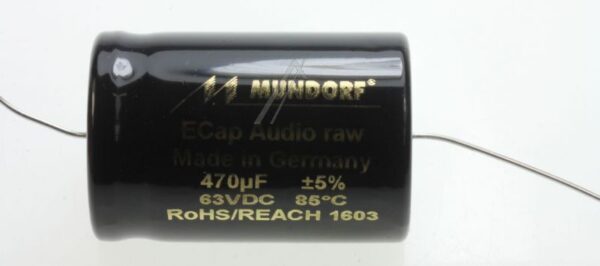 MUNDORF®
ECap Audio raw
Made in Germany
470µF ±5%
63VDC 85°C
RoHS/REACH 1603